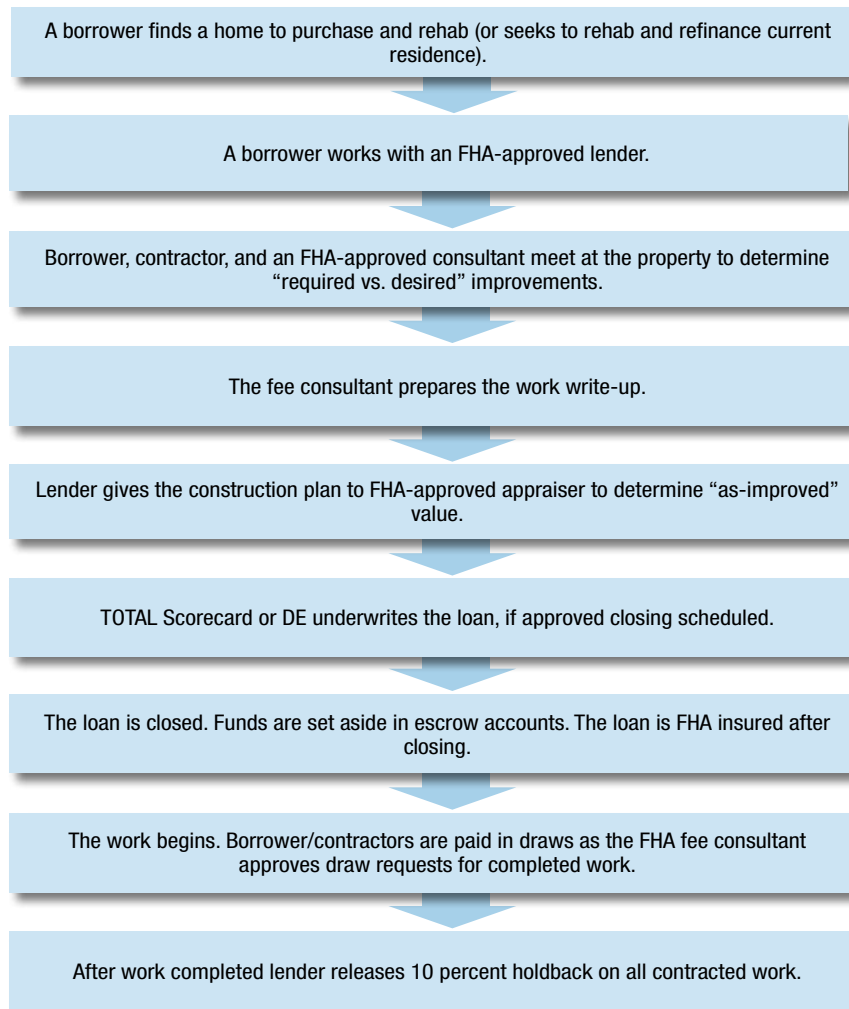 A borrower finds a home to purchase and rehab (or seeks to rehab and refinance current
residence).
A borrower works with an FHA-approved lender.
Borrower, contractor, and an FHA-approved consultant meet at the property to determine
“required vs. desired” improvements.
The fee consultant prepares the work write-up.
Lender gives the construction plan to FHA-approved appraiser to determine “as-improved”
value.
TOTAL Scorecard or DE underwrites the loan, if approved closing scheduled.
The loan is closed. Funds are set aside in escrow accounts. The loan is FHA insured after
closing.
The work begins. Borrower/contractors are paid in draws as the FHA fee consultant
approves draw requests for completed work.
After work completed lender releases 10 percent holdback on all contracted work.